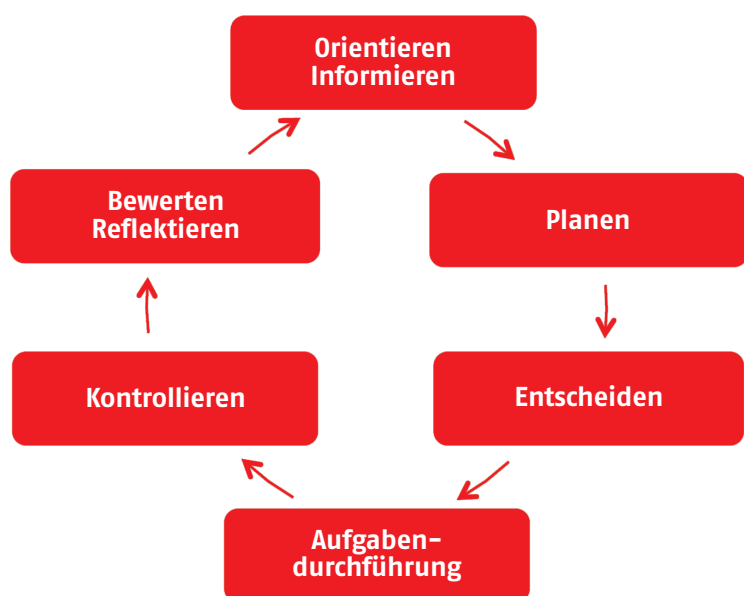 Orientieren
Informieren
Planen
Entscheiden
Aufgaben-
durchführung
Kontrollieren
Bewerten
Reflektieren